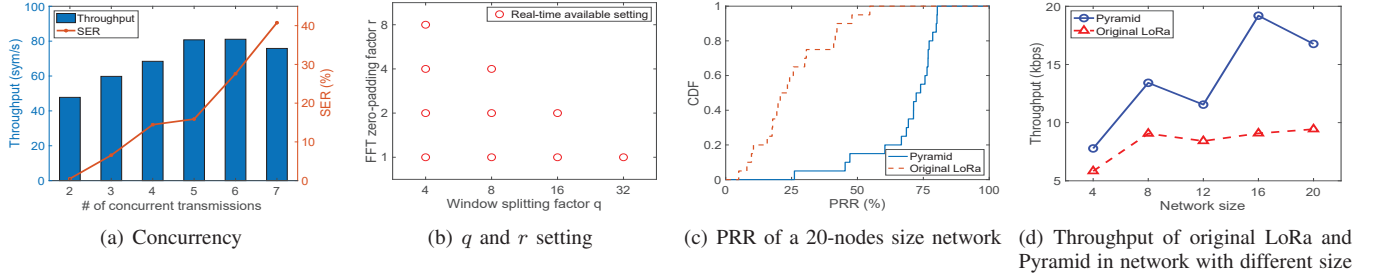 Throughput
SER
Throughput (sym/s)
100
80
60
40
20
0
40
30
20
10
0
SER (%)
2 3 4 5 6 7
# of concurrent transmissions
(a) Concurrency
Real-time available setting
FFT zero-padding factor r
8
4
2
1
4 8 16 32
Window splitting factor q
(b) q and r setting
CDF
1
0.8
0.6
0.4
0.2
0
Pyramid
Original LoRa
0 25 50 75 100
PRR (%)
(c) PRR of a 20-nodes size network
Pyramid
Original LoRa
Throughput (kbps)
20
15
10
5
4 8 12 16 20
Network size
(d) Throughput of original LoRa and
Pyramid in network with different size